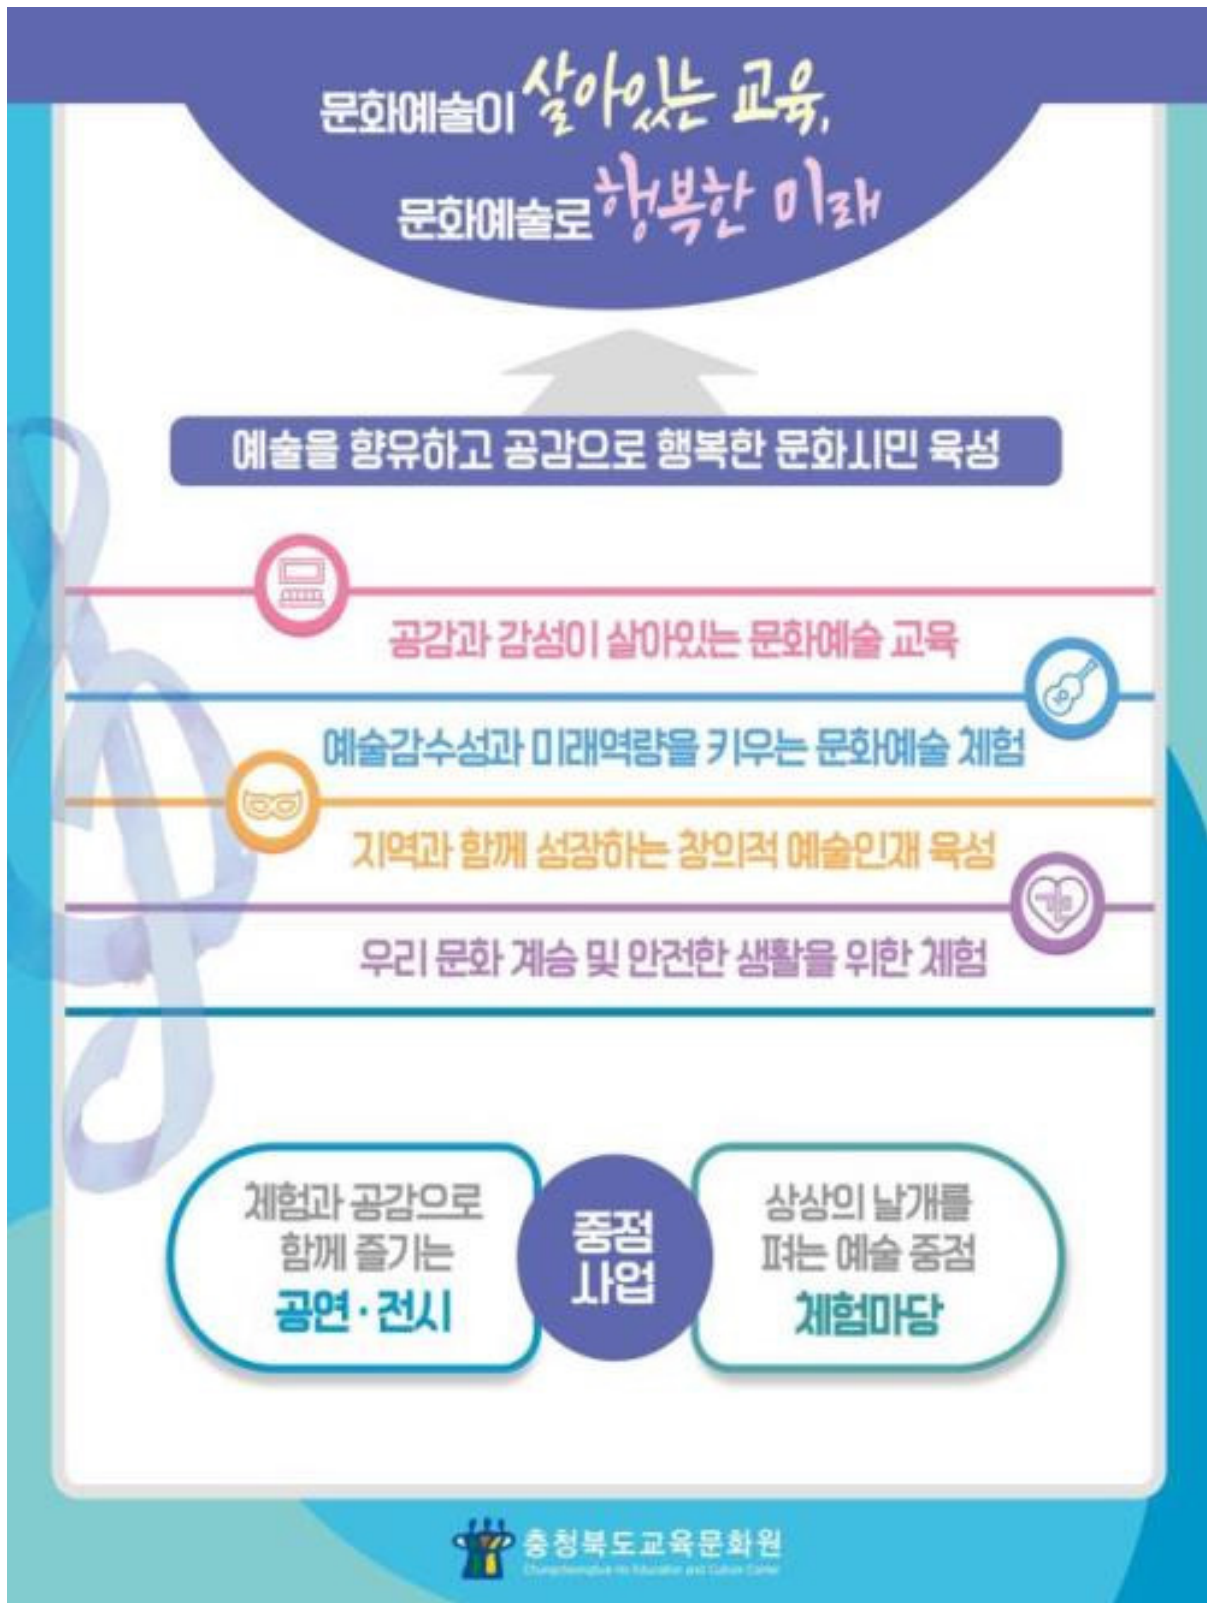 문화예술이 살아있는 교육,
문화예술로 행복한 미래
예술을 향유하고 공감으로 행복한 문화시민 육성
공감과 감성이 살아있는 문화예술 교육
예술감수성과 미래역량을 키우는 문화예술 체험
지역과 함께 성장하는 창의적 예술인재 육성
우리 문화 계승 및 안전한 생활을 위한 체험
체험과 공감으로
함께 즐기는
공연·전시
중점
사업
상상의 날개를
펴는 예술 중점
체험마당
충청북도교육문화원
Education and Culture Center